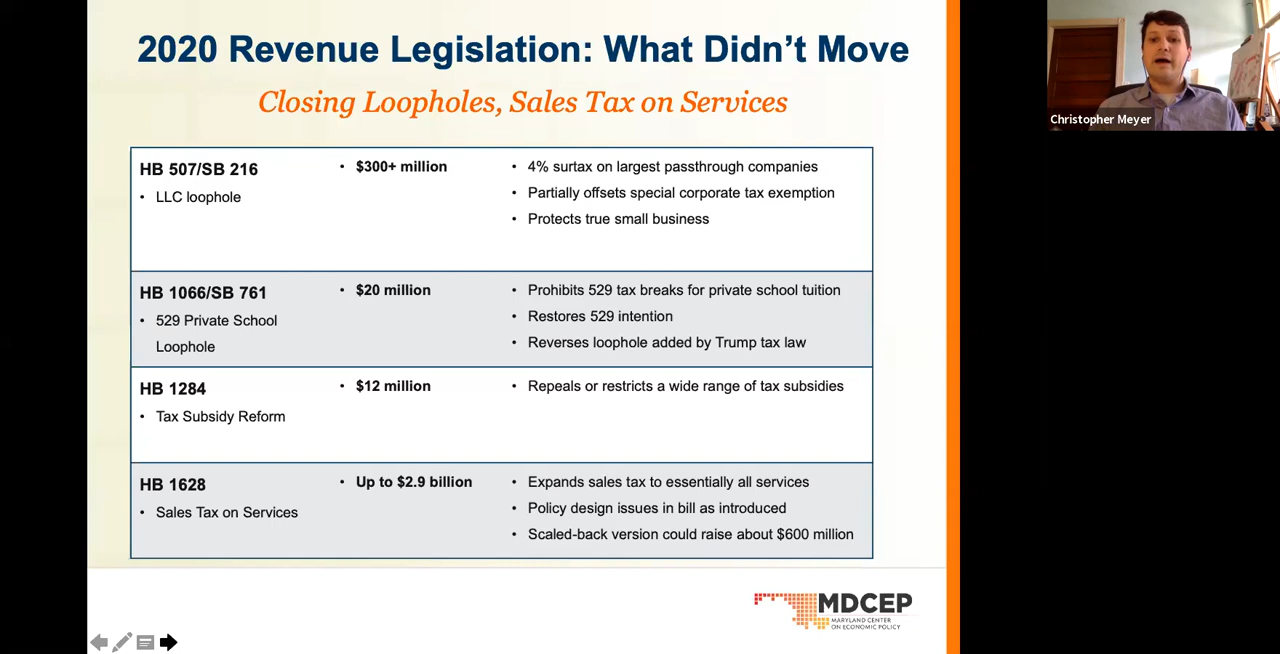 2020 Revenue Legislation: What Didn’t Move
Closing Loopholes, Sales Tax on Services
HB 507/SB 216
• LLC loophole
• $300+ million
• 4% surtax on largest passthrough companies
• Partially offsets special corporate tax exemption
• Protects true small business
HB 1066/SB 761
• 529 Private School
Loophole
• $20 million
• Prohibits 529 tax breaks for private school tuition
• Restores 529 intention
• Reverses loophole added by Trump tax law
HB 1284
• Tax Subsidy Reform
• $12 million
• Repeals or restricts a wide range of tax subsidies
HB 1628
• Sales Tax on Services
• Up to $2.9 billion
• Expands sales tax to essentially all services
• Policy design issues in bill as introduced
• Scaled-back version could raise about $600 million
MDCEP
MARYLAND CENTER
ON ECONOMIC POLICY
Christopher Meyer